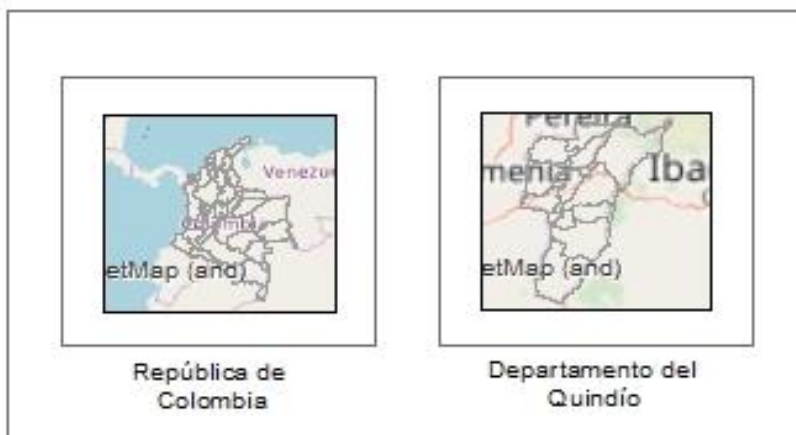 Venezu
Colombia
etMap (and)
República de
Colombia
Pereira
menia
Iba
etMap (and)
Departamento del
Quindío